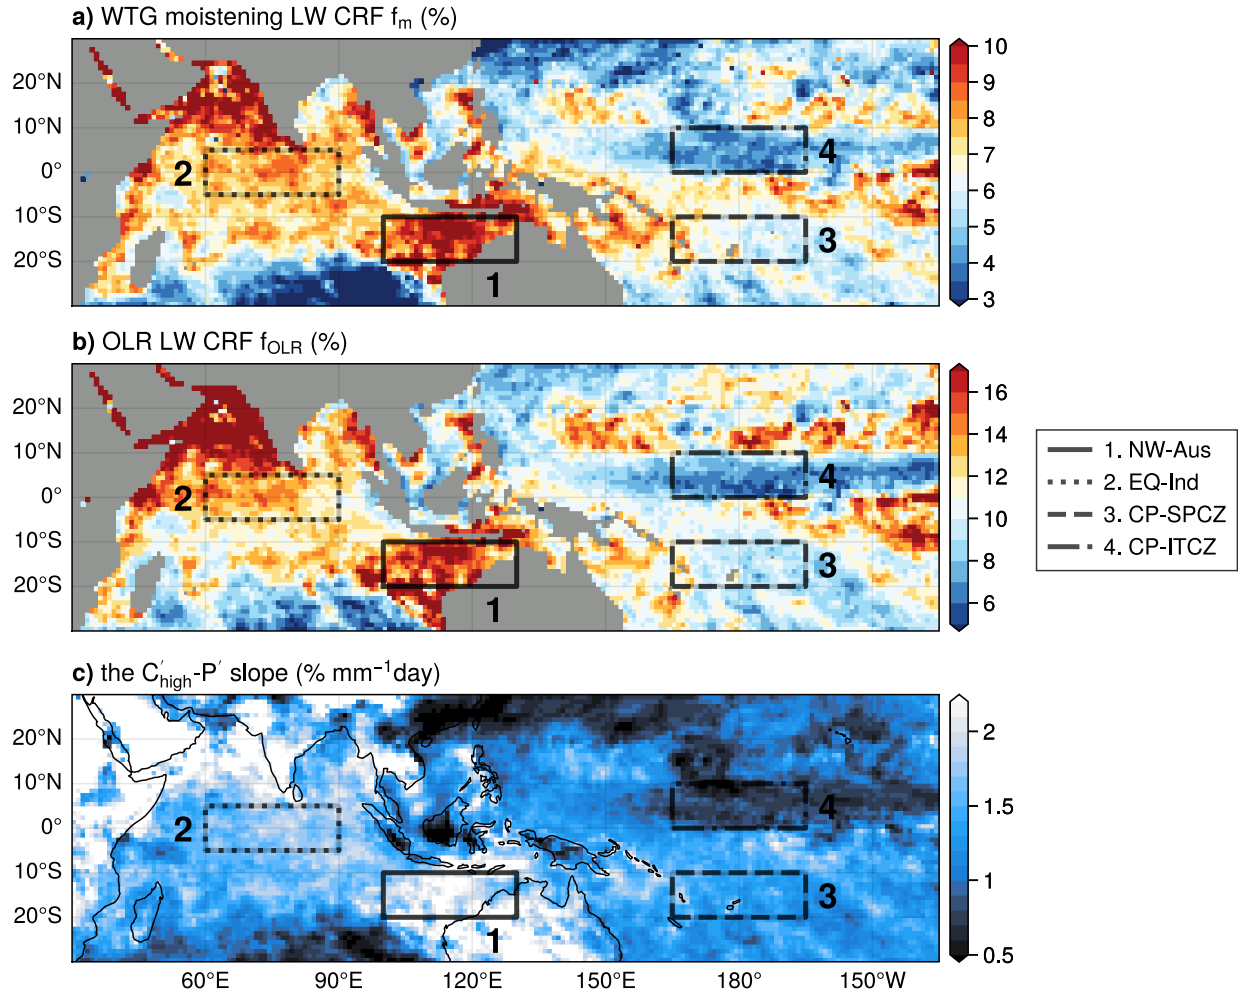 a) WTG moistening LW CRF fm (%)
20°N
10°N
0°
10°S
20°S
2
4
3
1
10
9
8
7
6
5
4
3
b) OLR LW CRF fOLR (%)
20°N
10°N
0°
10°S
20°S
2
4
3
1
16
14
12
10
8
6
1. NW-Aus
2. EQ-Ind
3. CP-SPCZ
4. CP-ITCZ
c) the C′high-P′ slope (% mm⁻¹day)
20°N
10°N
0°
10°S
20°S
2
4
3
1
2
1.5
1
0.5
60°E
90°E
120°E
150°E
180°
150°W